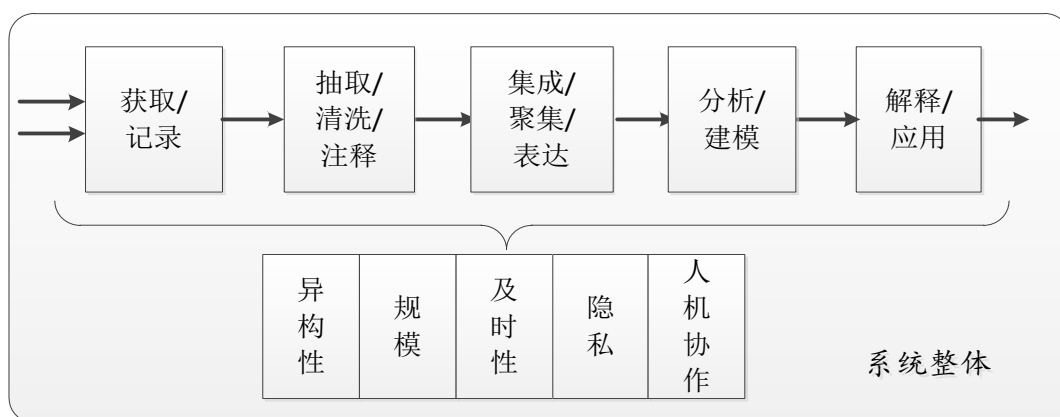 获取/
记录
抽取/
清洗/
注释
集成/
聚集/
表达
分析/
建模
解释/
应用
异构性
规模
及时性
隐私
人机协作
系统整体